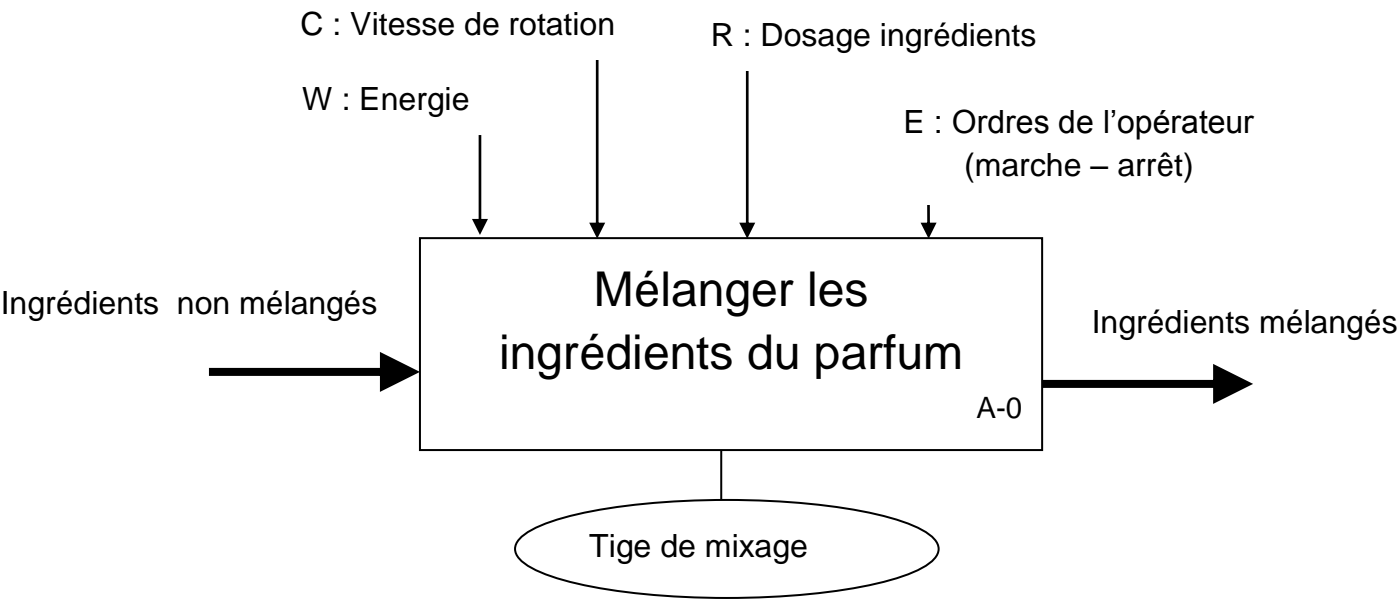 C : Vitesse de rotation
R : Dosage ingrédients
W : Energie
E : Ordres de l’opérateur
(marche – arrêt)
Ingrédients non mélangés
Mélanger les
ingrédients du parfum
A-0
Ingrédients mélangés
Tige de mixage